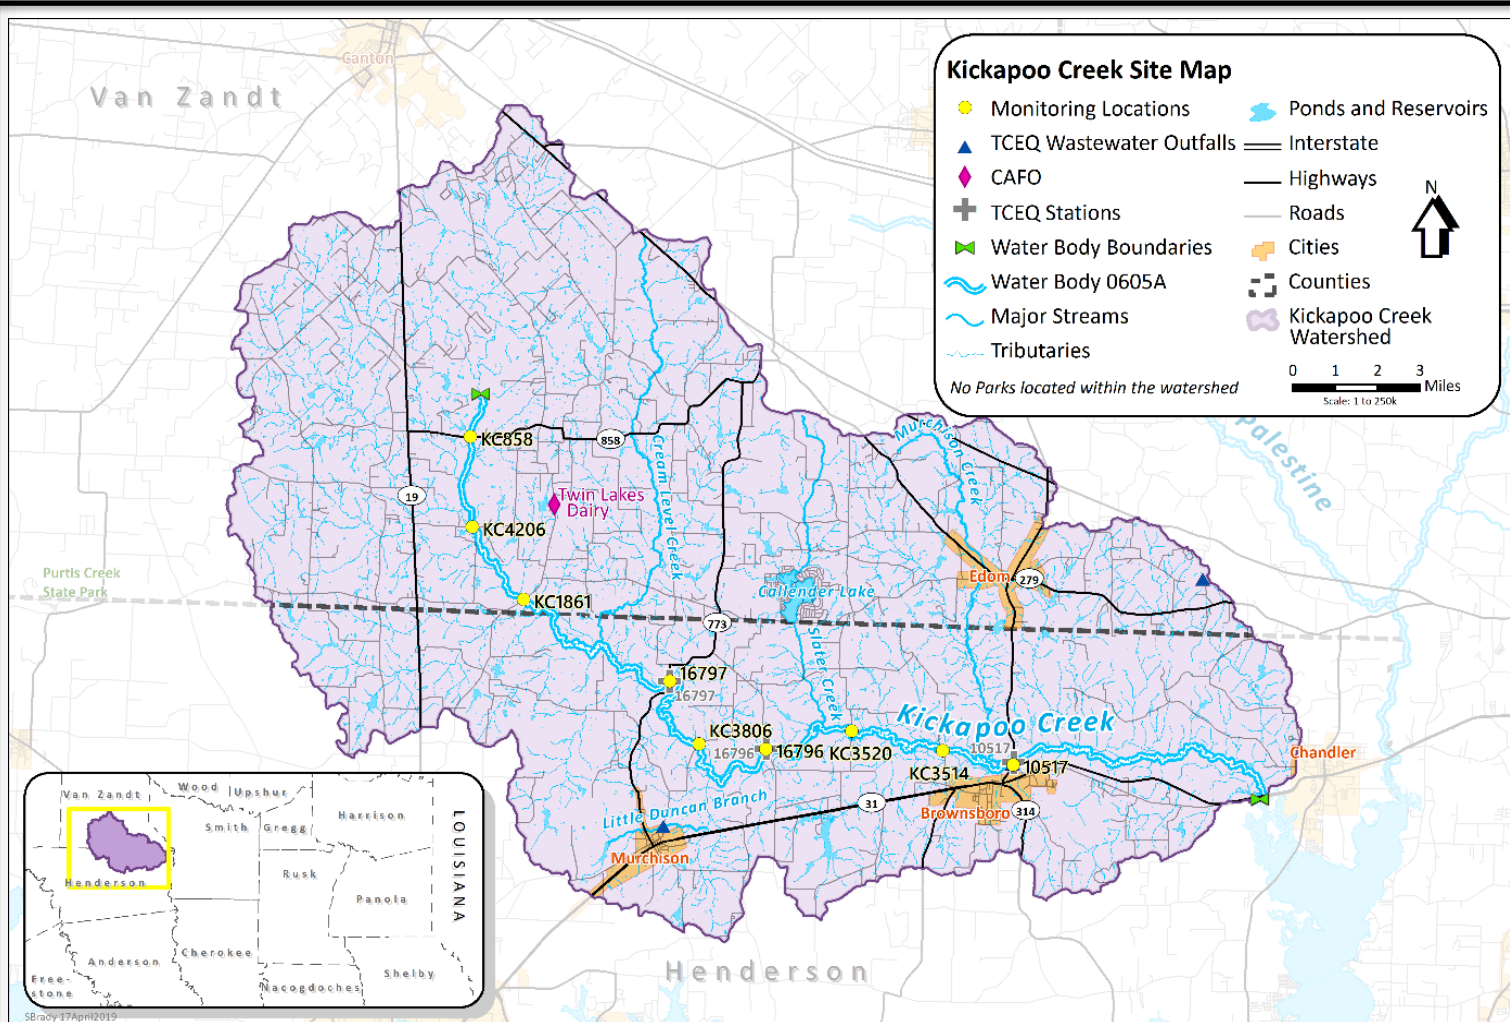 Canton
Van Zandt
Kickapoo Creek Site Map
Monitoring Locations
TCEQ Wastewater Outfalls
CAFO
TCEQ Stations
Water Body Boundaries
Water Body 0605A
Major Streams
Tributaries
No Parks located within the watershed
Ponds and Reservoirs
Interstate
Highways
Roads
Cities
Counties
Kickapoo Creek
Watershed
N
0 1 2 3
Miles
Scale: 1 to 250k
Palestine
Murchison Creek
KC858
858
Cream Level Creek
19
Twin Lakes
Dairy
KC4206
Purtis Creek
State Park
Edom
279
Callender Lake
KC1861
773
Slater Creek
16797
16797
Kickapoo Creek
KC3806
16796
16796
KC3520
KC3514
10517
10517
Chandler
Little Duncan Branch
31
Brownsboro
314
Murchison
Henderson
Van Zandt
Wood
Upshur
Smith
Gregg
Harrison
LOUISIANA
Henderson
Rusk
Panola
Anderson
Cherokee
Shelby
Free-
stone
Nacogdoches
SBrady 17April2019